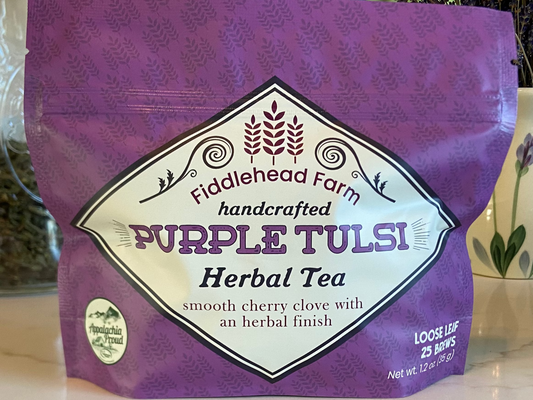 Fiddlehead Farm
handcrafted
PURPLE TULSI
Herbal Tea
smooth cherry clove with
an herbal finish
Appalachia
Proud
LOOSE LEAF
25 BREWS
Net wt. 1.2 oz (35 g)